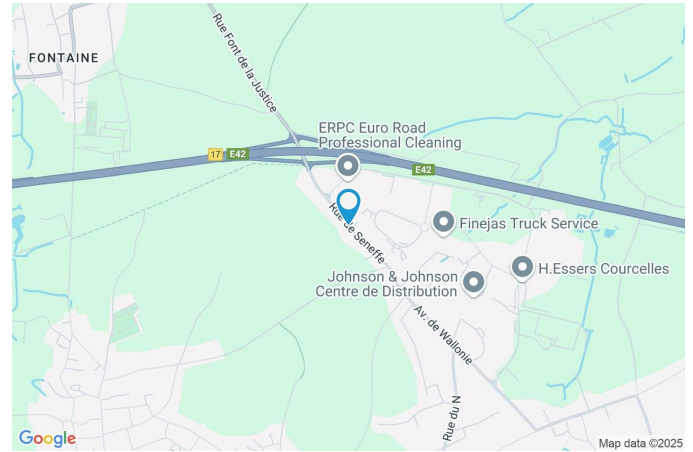 Rue Font de la Justice
FONTAINE
ERPC Euro Road
Professional Cleaning
17
E42
E42
Rue de Seneffe
Finejas Truck Service
Johnson & Johnson
Centre de Distribution
H.Essers Courcelles
Av. de Wallonie
Rue du N
Google
Map data ©2025